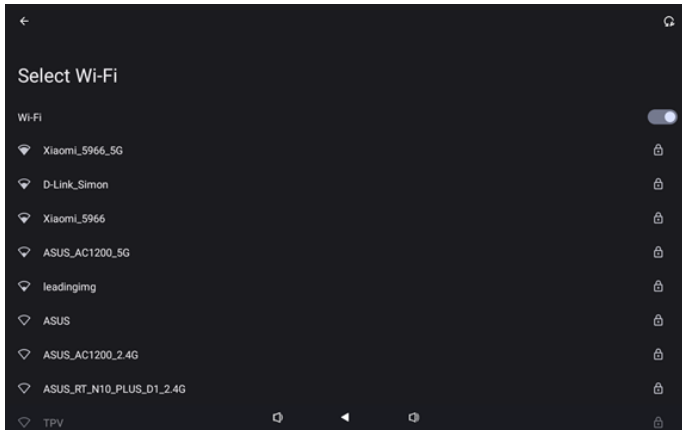 Select Wi-Fi
Wi-Fi
Xiaomi_5966_5G
D-Link_Simon
Xiaomi_5966
ASUS_AC1200_5G
leadingimg
ASUS
ASUS_AC1200_2.4G
ASUS_RT_N10_PLUS_D1_2.4G
TPV